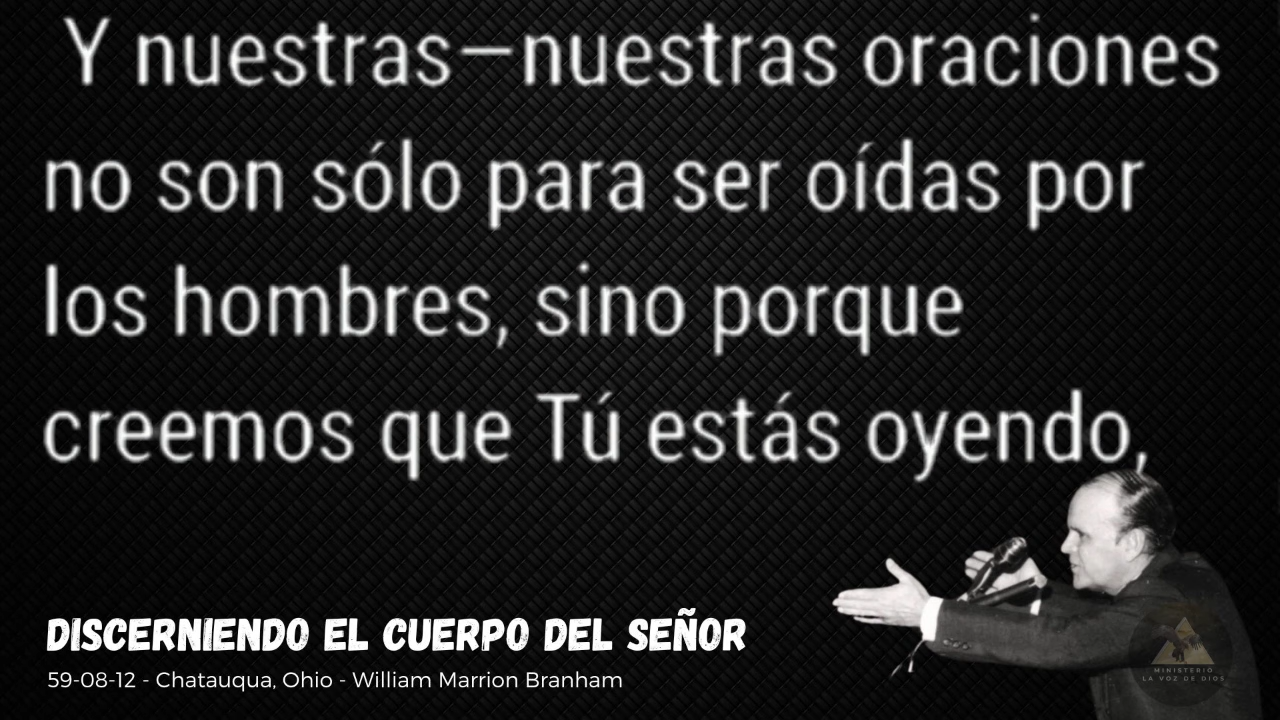 Y nuestras—nuestras oraciones
no son sólo para ser oídas por
los hombres, sino porque
creemos que Tú estás oyendo,
DISCERNIENDO EL CUERPO DEL SEÑOR
59-08-12 - Chatauqua, Ohio - William Marrion Branham
MINISTERIO
LA VOZ DE DIOS